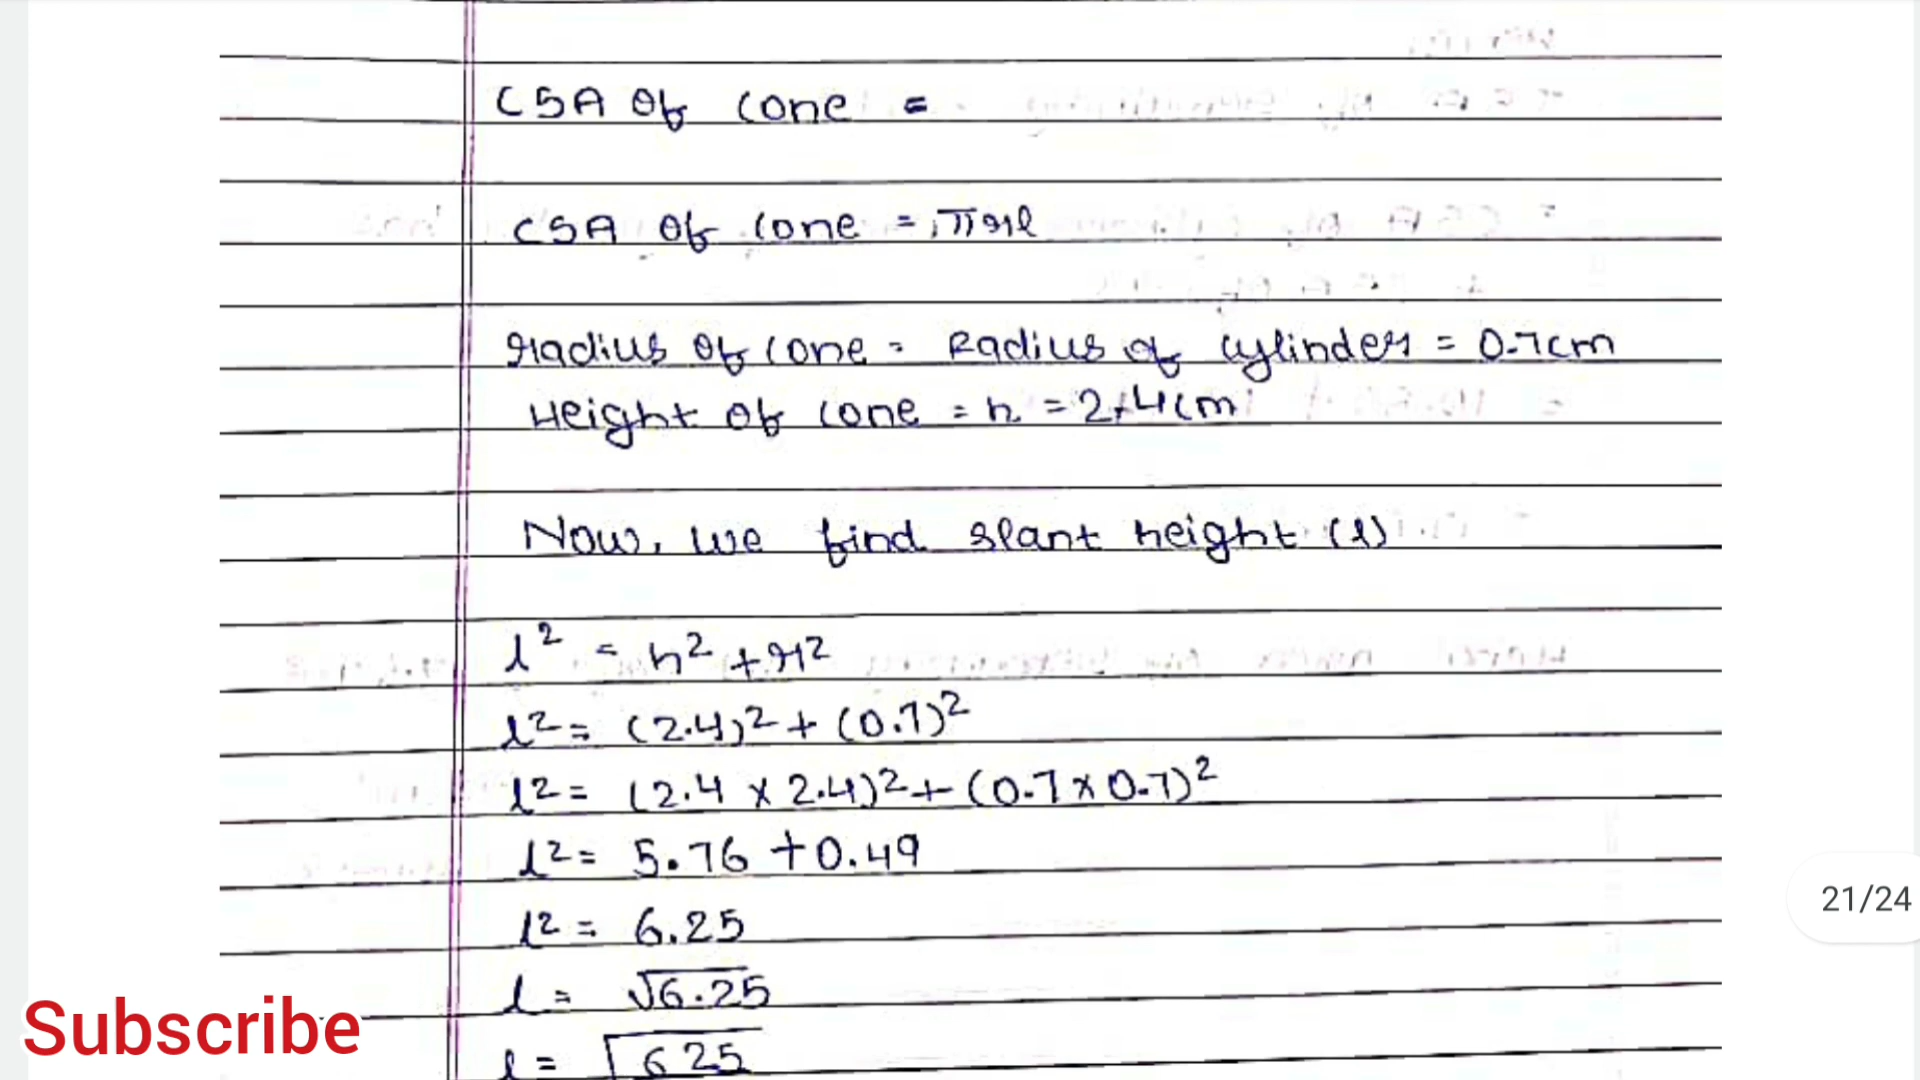 CSA of cone =
CSA of cone = πrl
radius of cone = Radius of cylinder = 0.7cm
Height of cone = h = 2.4cm
Now, we find slant height (l)
l² = h² + r²
l² = (2.4)² + (0.7)²
l² = (2.4 x 2.4)² + (0.7 x 0.7)²
l² = 5.76 + 0.49
l² = 6.25
l = √6.25
l = √625
21/24
Subscribe